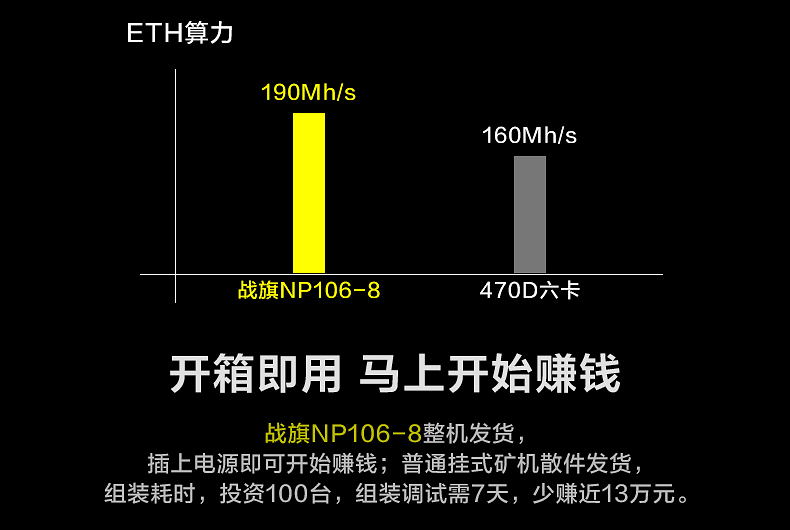 ETH算力
190Mh/s
160Mh/s
战旗NP106-8
470D六卡
开箱即用 马上开始赚钱
战旗NP106-8整机发货，
插上电源即可开始赚钱；普通挂式矿机散件发货，
组装耗时，投资100台，组装调试需7天，少赚近13万元。